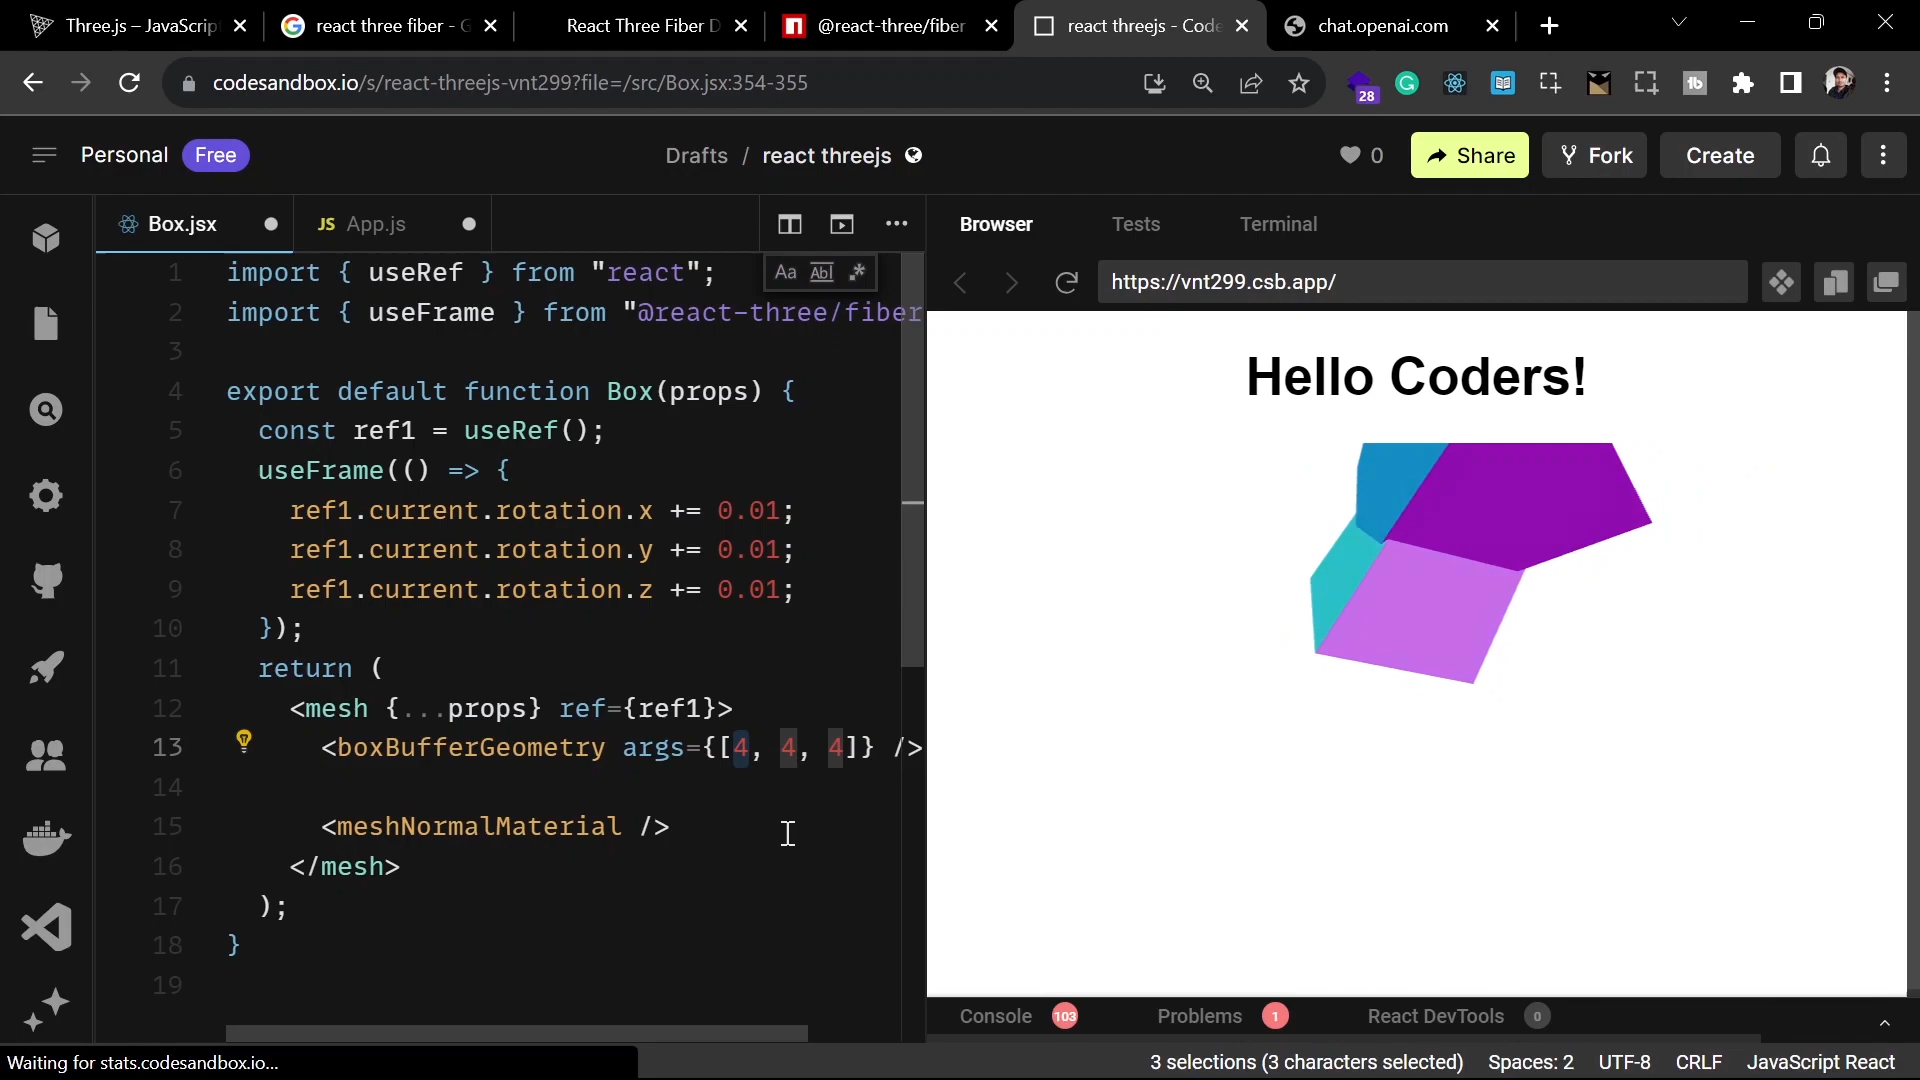 Three.js – JavaScrip
react three fiber - G
React Three Fiber D
@react-three/fiber
react threejs - Code
chat.openai.com
codesandbox.io/s/react-threejs-vnt299?file=/src/Box.jsx:354-355
28
Personal
Free
Drafts / react threejs
0
Share
Fork
Create
Box.jsx
JS App.js
Browser
Tests
Terminal
Aa Abl .*
https://vnt299.csb.app/
1 import { useRef } from "react";
2 import { useFrame } from "@react-three/fiber
3
4 export default function Box(props) {
5 const ref1 = useRef();
6 useFrame(() => {
7 ref1.current.rotation.x += 0.01;
8 ref1.current.rotation.y += 0.01;
9 ref1.current.rotation.z += 0.01;
10 });
11 return (
12 <mesh {...props} ref={ref1}>
13 <boxBufferGeometry args={[4, 4, 4]} />
14
15 <meshNormalMaterial />
16 </mesh>
17 );
18 }
19
Hello Coders!
Console 103
Problems 1
React DevTools 0
Waiting for stats.codesandbox.io...
3 selections (3 characters selected)
Spaces: 2
UTF-8
CRLF
JavaScript React